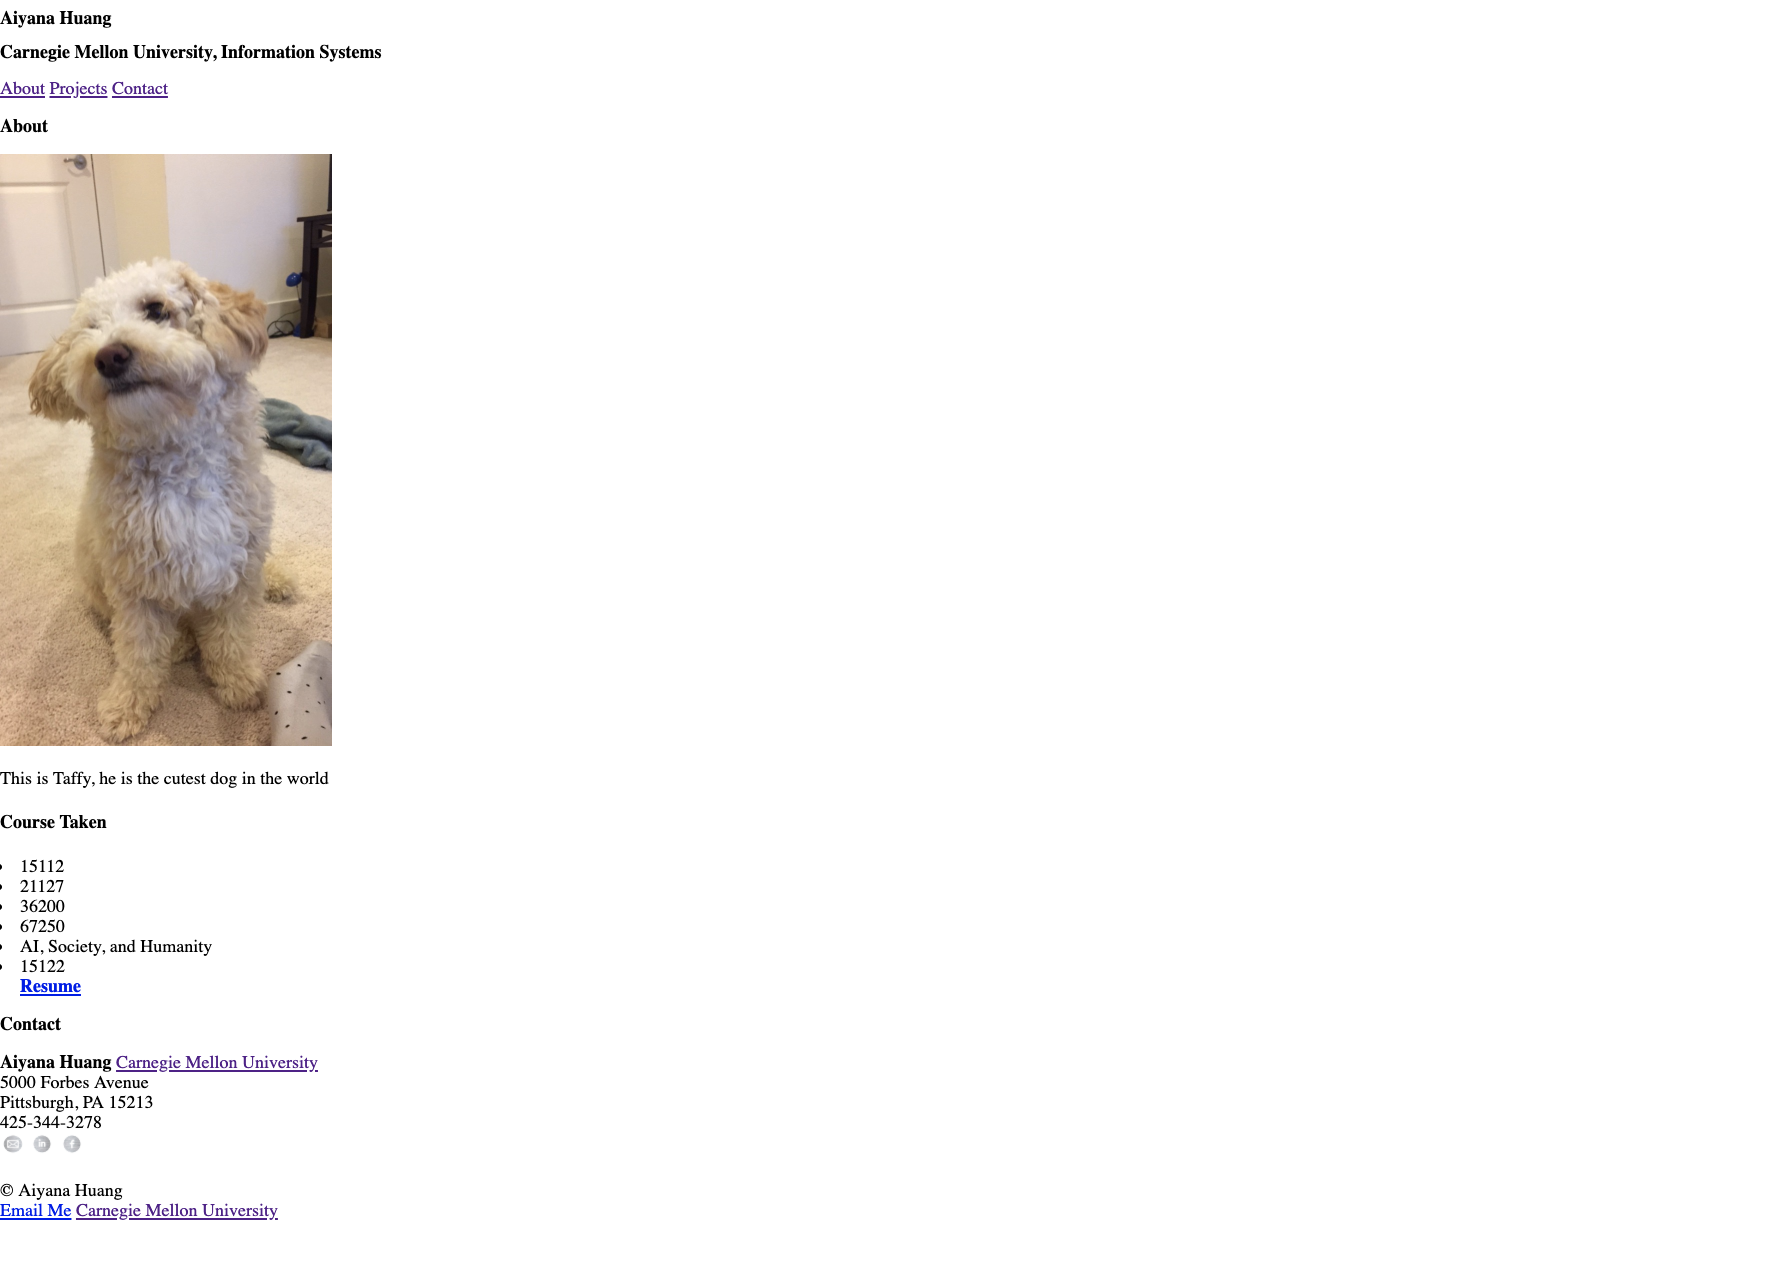 Aiyana Huang
Carnegie Mellon University, Information Systems
About Projects Contact
About
This is Taffy, he is the cutest dog in the world
Course Taken
15112
21127
36200
67250
AI, Society, and Humanity
15122
Resume
Contact
Aiyana Huang Carnegie Mellon University
5000 Forbes Avenue
Pittsburgh, PA 15213
425-344-3278
in f
© Aiyana Huang
Email Me Carnegie Mellon University